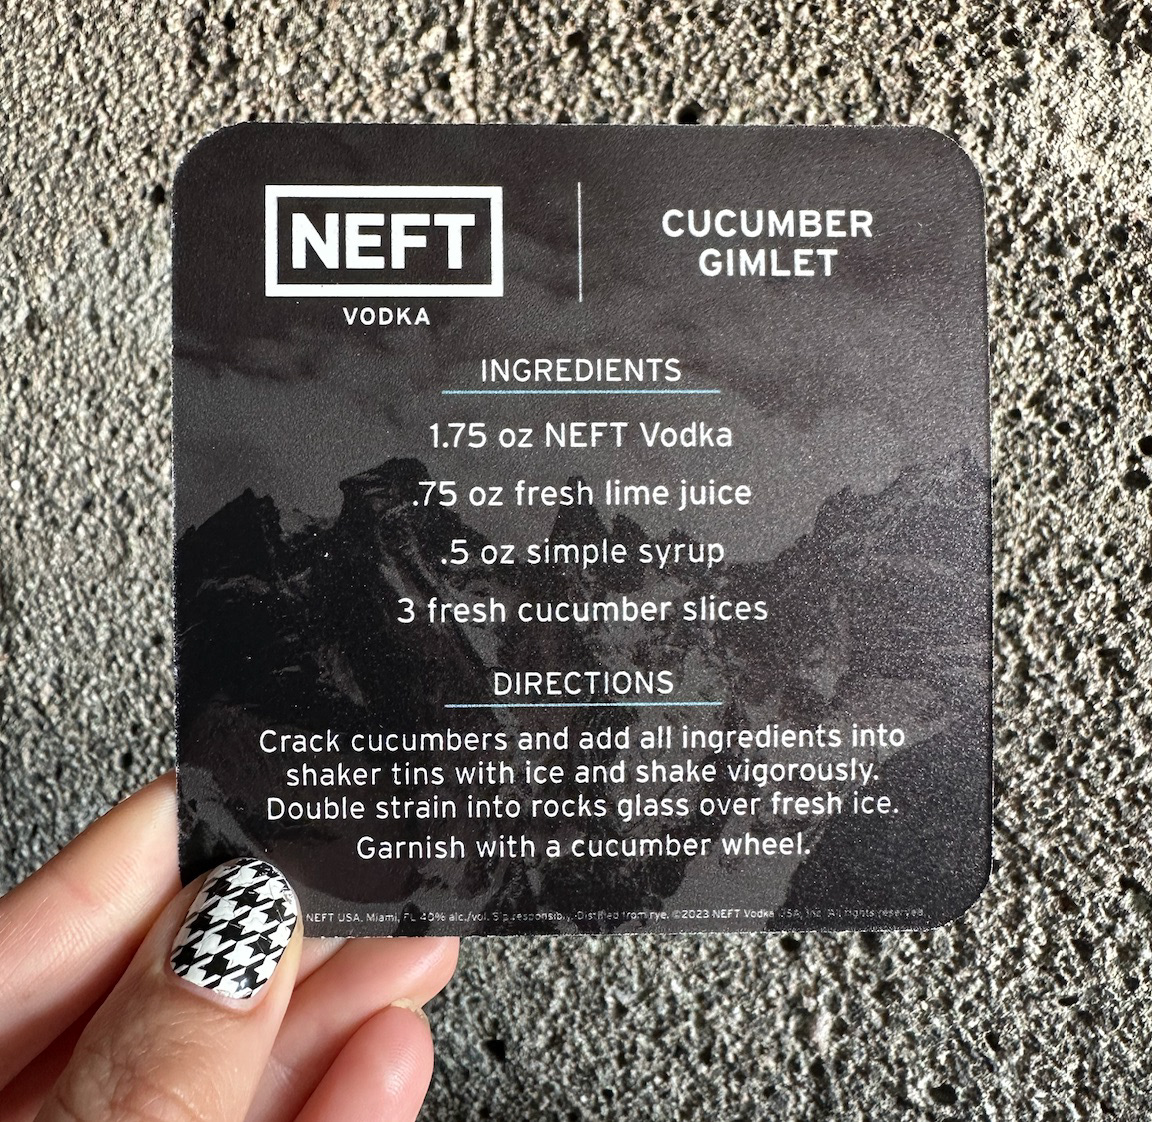 NEFT
VODKA
CUCUMBER
GIMLET
INGREDIENTS
1.75 oz NEFT Vodka
.75 oz fresh lime juice
.5 oz simple syrup
3 fresh cucumber slices
DIRECTIONS
Crack cucumbers and add all ingredients into
shaker tins with ice and shake vigorously.
Double strain into rocks glass over fresh ice.
Garnish with a cucumber wheel.
NEFT USA, Miami, FL 40% alc./vol. Sip responsibly. Distilled from rye. ©2023 NEFT Vodka USA, Inc. All rights reserved.